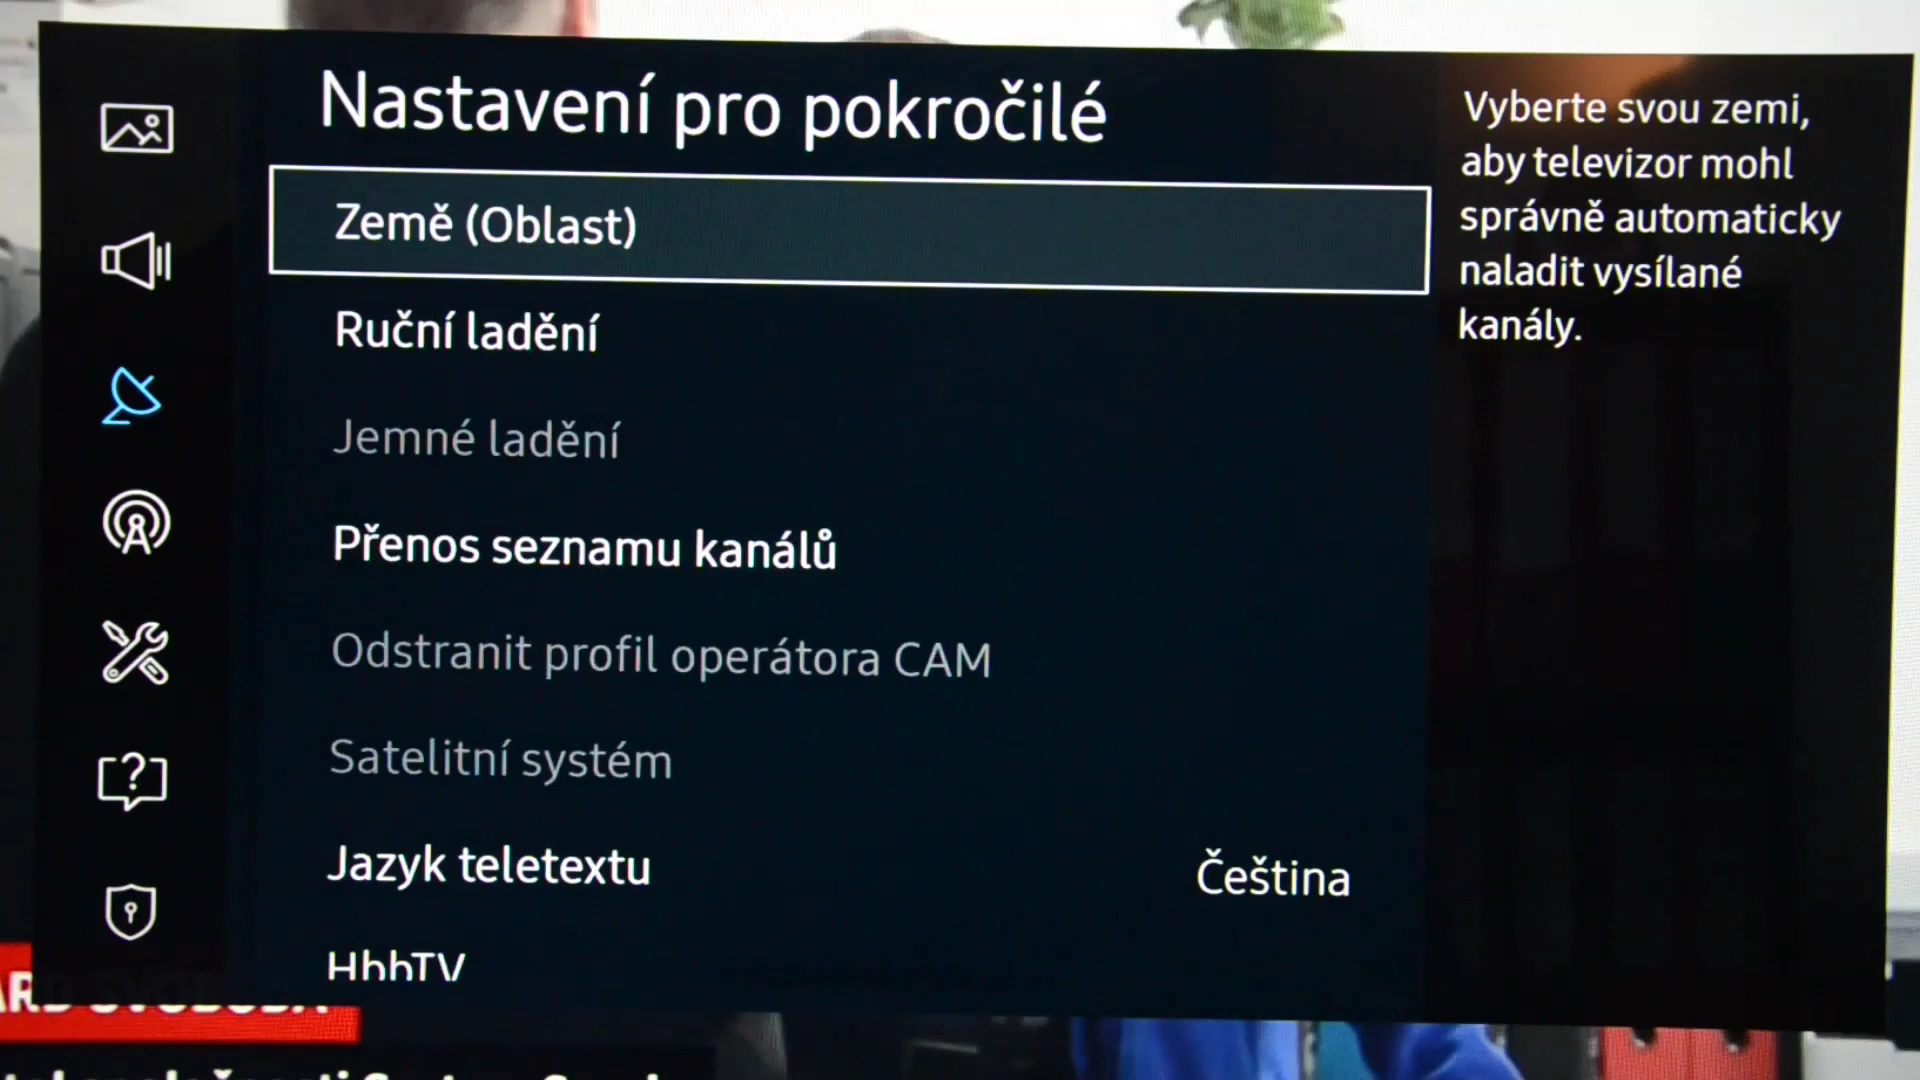 Nastavení pro pokročilé
Země (Oblast)
Ruční ladění
Jemné ladění
Přenos seznamu kanálů
Odstranit profil operátora CAM
Satelitní systém
Jazyk teletextu Čeština
Vyberte svou zemi,
aby televizor mohl
správně automaticky
naladit vysílané
kanály.